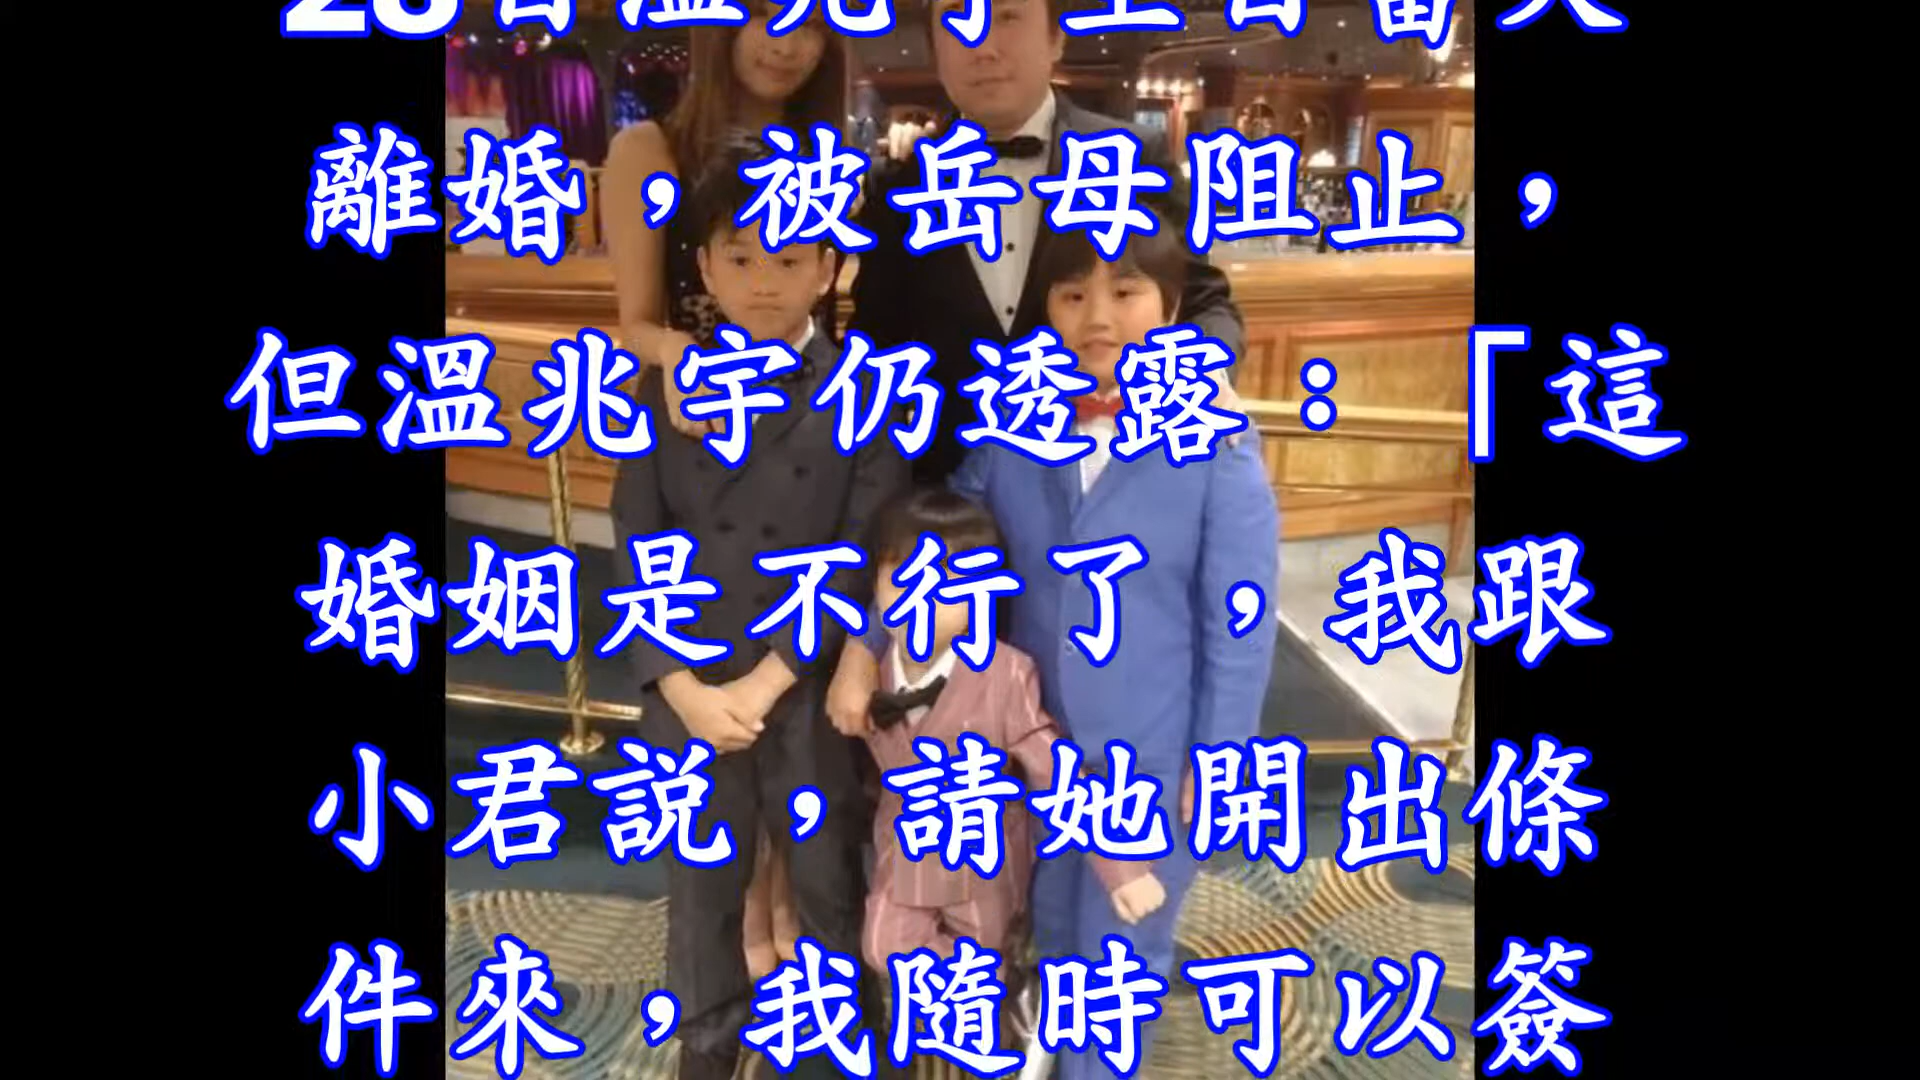 離婚，被岳母阻止，
但溫兆宇仍透露：「這
婚姻是不行了，我跟
小君說，請她開出條
件來，我隨時可以簽